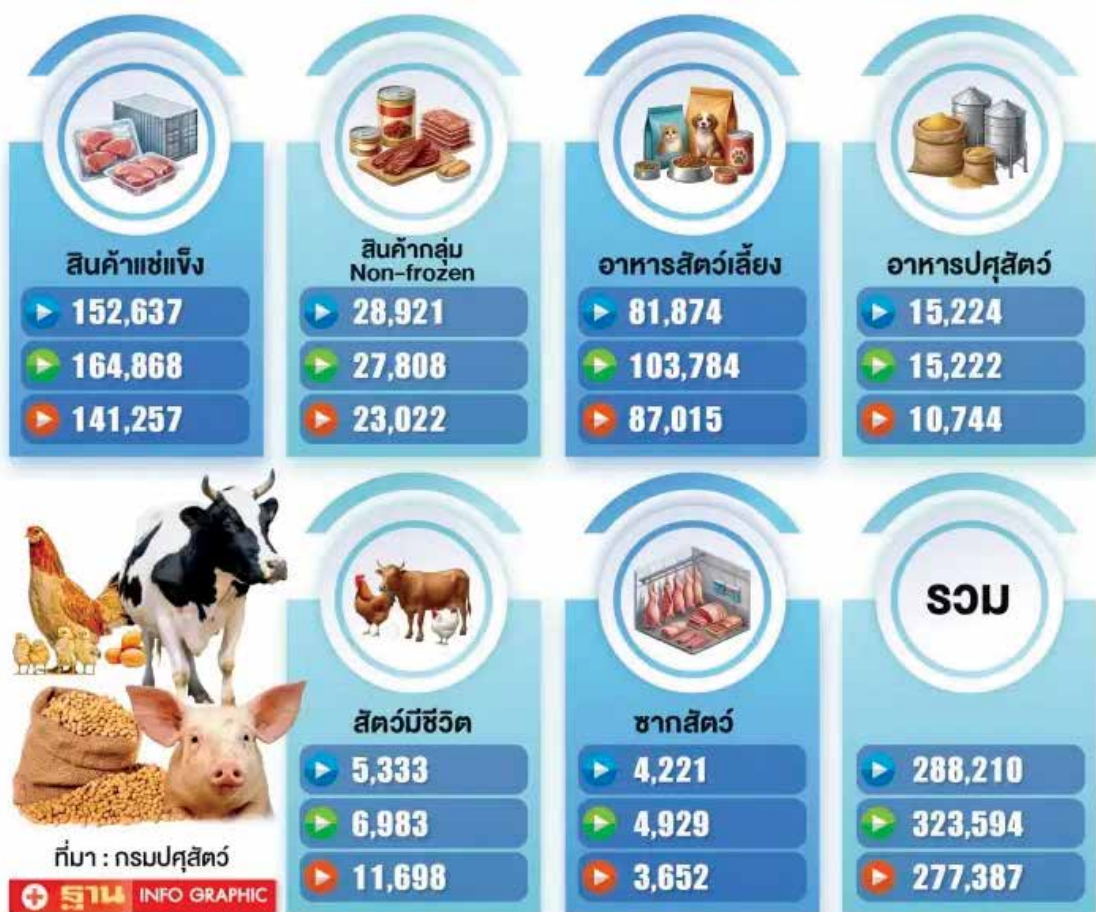 สินค้าแช่แข็ง
152,637
164,868
141,257
สินค้ากลุ่ม
Non-frozen
28,921
27,808
23,022
อาหารสัตว์เลี้ยง
81,874
103,784
87,015
อาหารปศุสัตว์
15,224
15,222
10,744
ที่มา : กรมปศุสัตว์
ฐาน INFO GRAPHIC
สัตว์มีชีวิต
5,333
6,983
11,698
ซากสัตว์
4,221
4,929
3,652
รวม
288,210
323,594
277,387